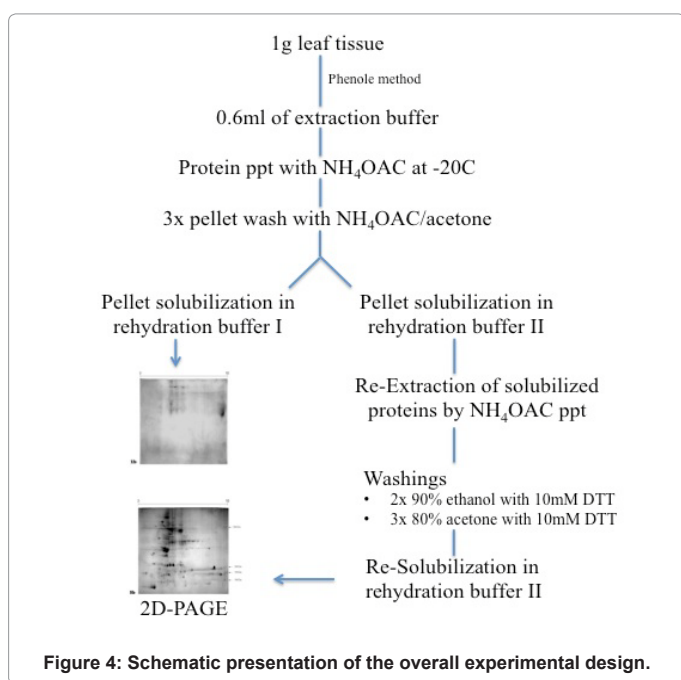 1g leaf tissue
Phenole method
0.6ml of extraction buffer
Protein ppt with NH₄OAC at -20C
3x pellet wash with NH₄OAC/acetone
Pellet solubilization in
rehydration buffer I
Pellet solubilization in
rehydration buffer II
Re-Extraction of solubilized
proteins by NH₄OAC ppt
Washings
• 2x 90% ethanol with 10mM DTT
• 3x 80% acetone with 10mM DTT
Re-Solubilization in
rehydration buffer II
2D-PAGE
Figure 4: Schematic presentation of the overall experimental design.